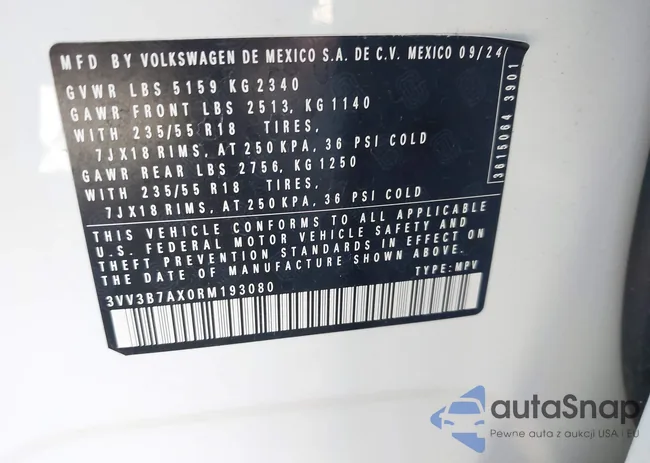 MFD BY VOLKSWAGEN DE MEXICO S.A. DE C.V. MEXICO 09/24
GVWR LBS 5159 KG 2340
GAWR FRONT LBS 2513, KG 1140
WITH 235/55 R18 TIRES,
7JX18 RIMS, AT 250 KPA, 36 PSI COLD
GAWR REAR LBS 2756, KG 1250
WITH 235/55 R18 TIRES,
7JX18 RIMS, AT 250 KPA, 36 PSI COLD
THIS VEHICLE CONFORMS TO ALL APPLICABLE
U.S. FEDERAL MOTOR VEHICLE SAFETY AND
THEFT PREVENTION STANDARDS IN EFFECT ON
THE DATE OF MANUFACTURE SHOWN ABOVE.
3VV3B7AX0RM193080 TYPE: MPV
3615064 3901
autoSnap
Pewne auta z aukcji USA i EU